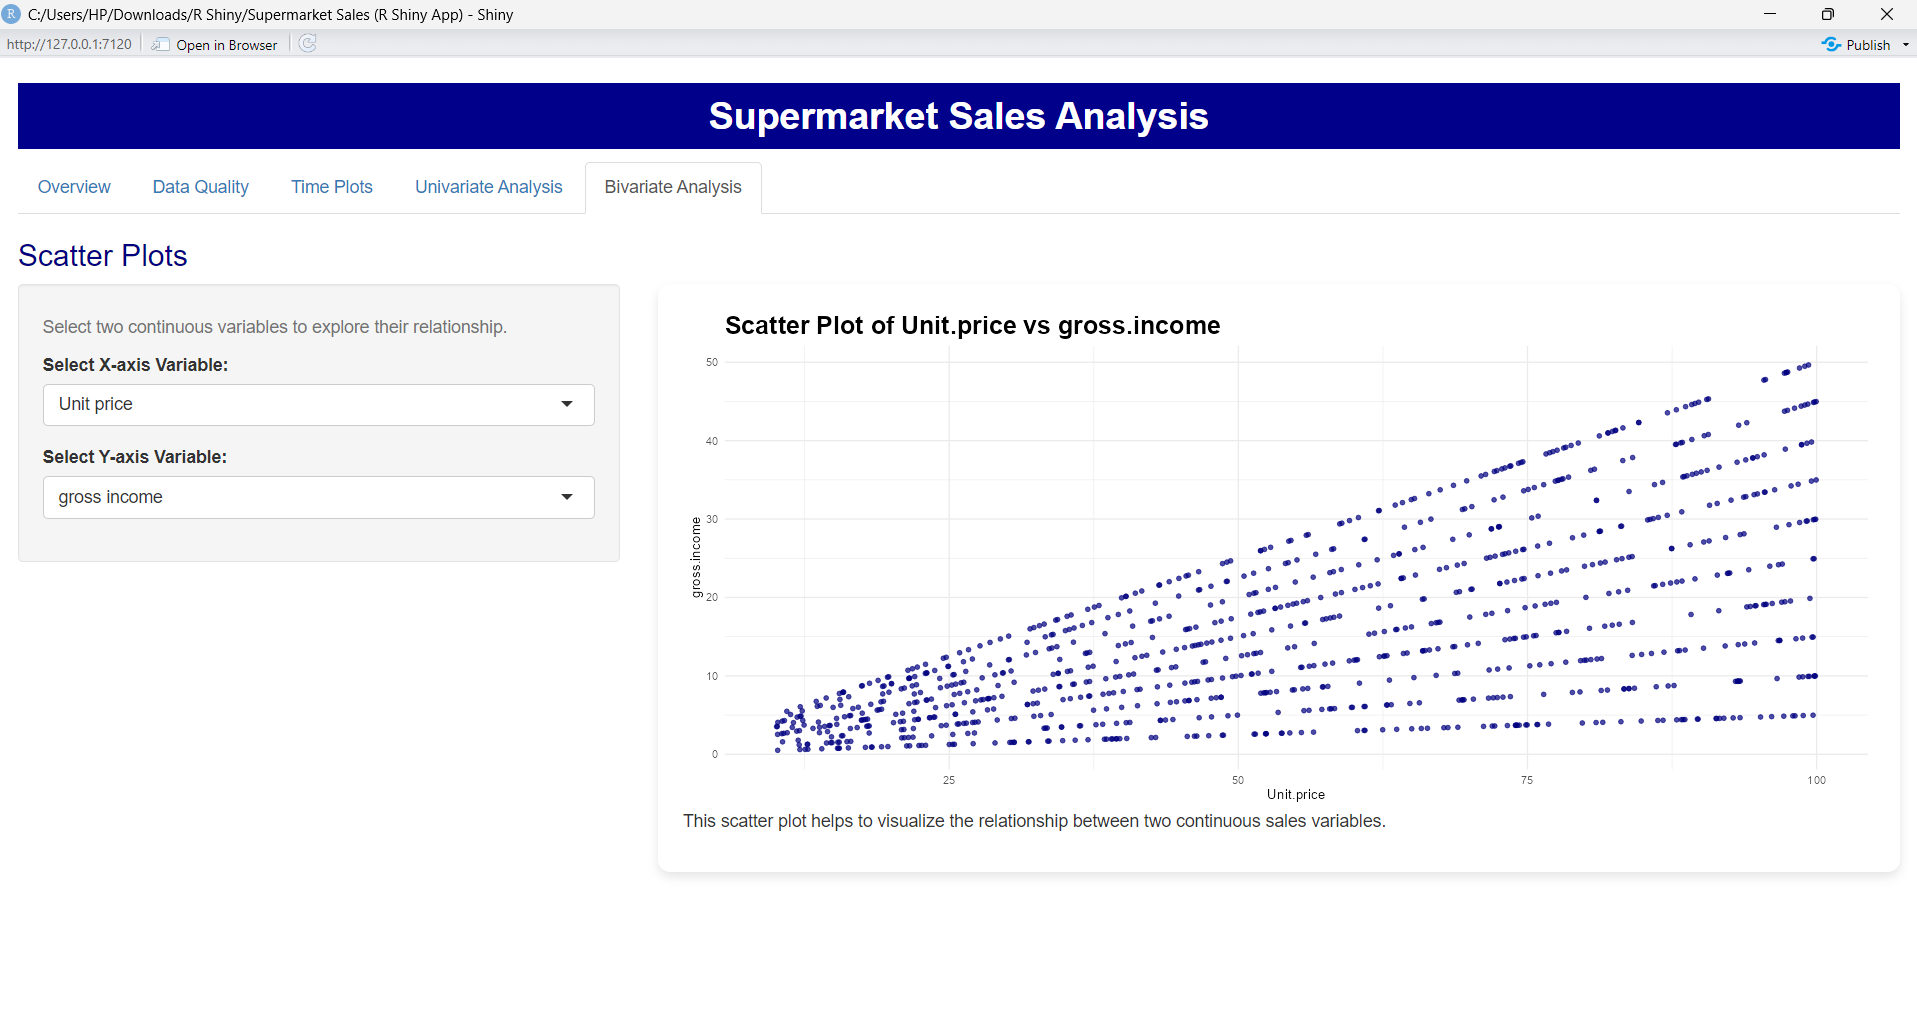 R C:/Users/HP/Downloads/R Shiny/Supermarket Sales (R Shiny App) - Shiny
http://127.0.0.1:7120 Open in Browser Publish
Supermarket Sales Analysis
Overview Data Quality Time Plots Univariate Analysis Bivariate Analysis
Scatter Plots
Select two continuous variables to explore their relationship.
Select X-axis Variable:
Unit price
Select Y-axis Variable:
gross income
Scatter Plot of Unit.price vs gross.income
50
40
30
20
10
0
gross.income
25 50 75 100
Unit.price
This scatter plot helps to visualize the relationship between two continuous sales variables.